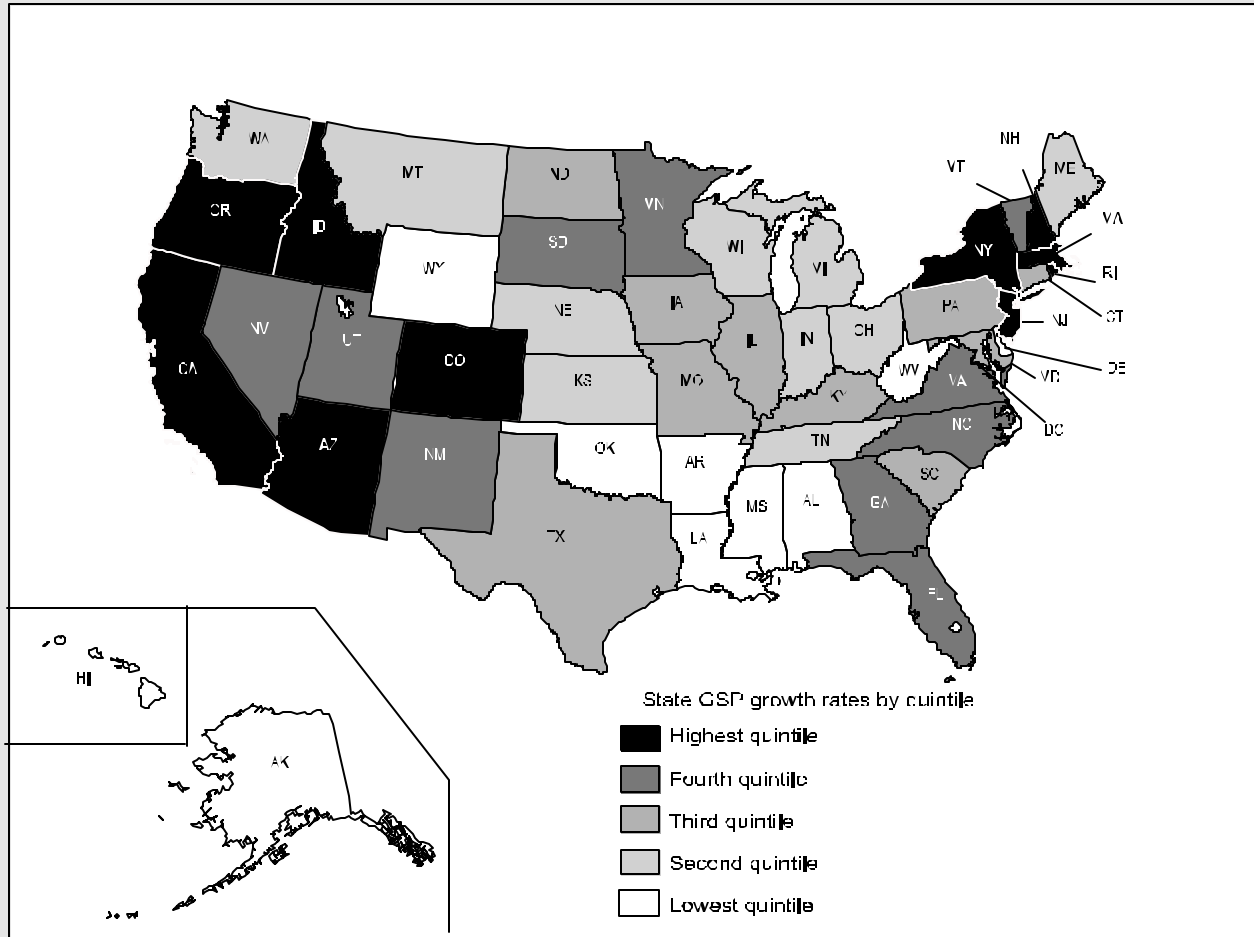 NH
VT
WA
MT
ND
ME
MN
OR
ID
MA
SD
WI
NY
MI
WY
RI
IA
NE
PA
CT
NV
NJ
UT
IL
IN
OH
CO
CA
WV
DE
KS
MO
VA
MD
KY
NC
DC
AZ
TN
NM
OK
AR
SC
MS
AL
GA
TX
LA
FL
HI
AK
State GSP growth rates by quintile
Highest quintile
Fourth quintile
Third quintile
Second quintile
Lowest quintile